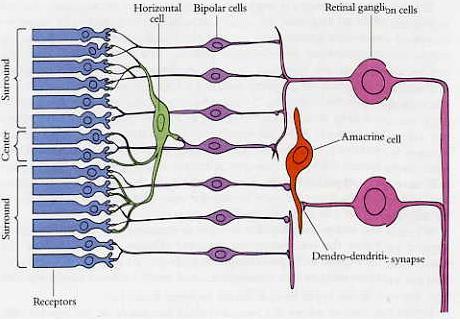 Horizontal
cell
Bipolar cells
Retinal ganglion cells
Surround
Center
Surround
Amacrine cell
Dendro-dendritic synapse
Receptors